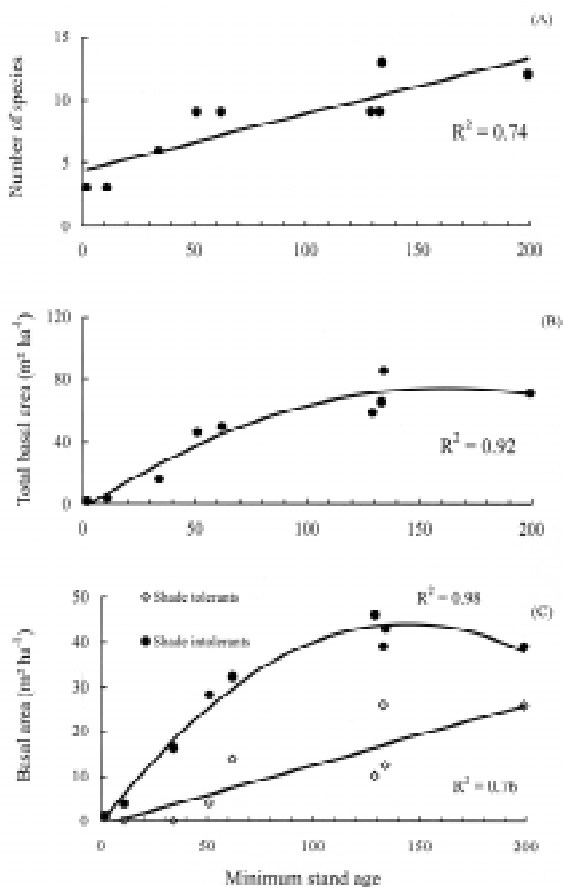 (A)
Number of species
15
10
5
0
R² = 0.74
0 50 100 150 200
(B)
Total basal area (m² ha⁻¹)
120
80
40
0
R² = 0.92
0 50 100 150 200
(C)
Basal area (m² ha⁻¹)
50
40
30
20
10
0
Shade tolerants
Shade intolerants
R² = 0.98
R² = 0.76
0 50 100 150 200
Minimum stand age